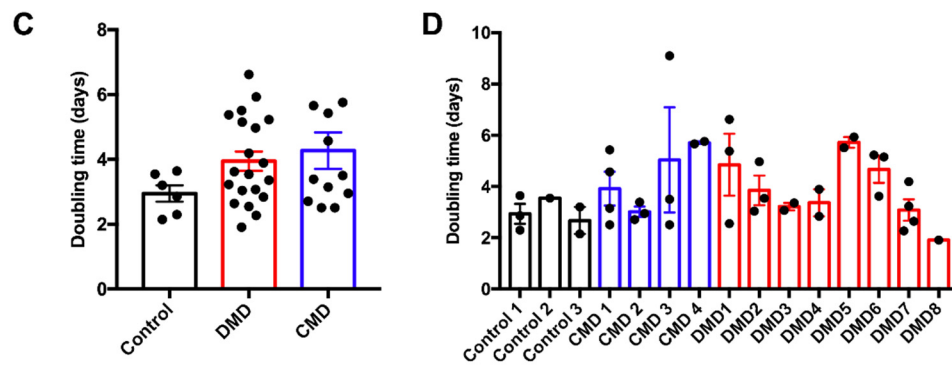 C
Doubling time (days)
8
6
4
2
0
Control
DMD
CMD
D
Doubling time (days)
10
8
6
4
2
0
Control 1
Control 2
Control 3
CMD 1
CMD 2
CMD 3
CMD 4
DMD1
DMD2
DMD3
DMD4
DMD5
DMD6
DMD7
DMD8